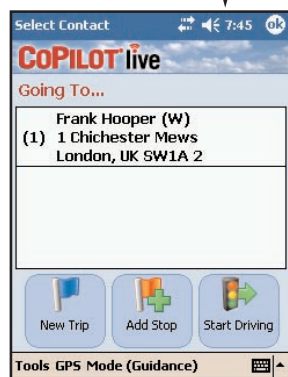 Select Contact 7:45 ok
CoPILOT live
Going To...
Frank Hooper (W)
(1) 1 Chichester Mews
London, UK SW1A 2
New Trip Add Stop Start Driving
Tools GPS Mode (Guidance)